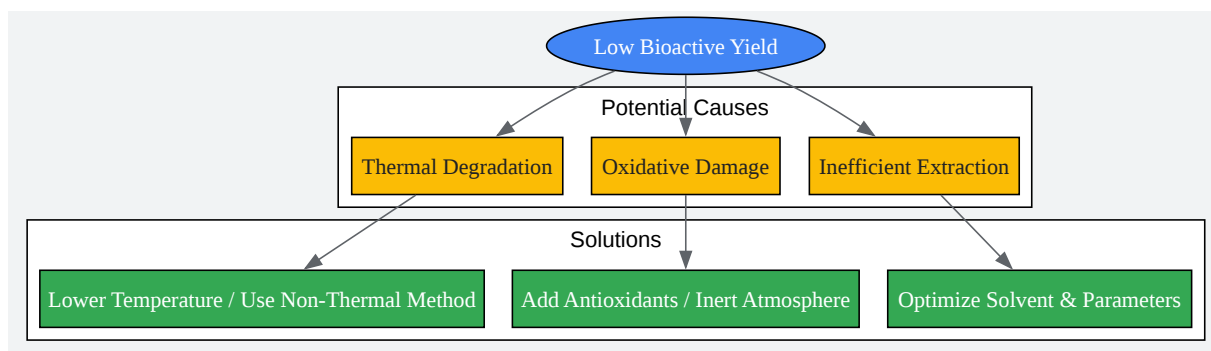 Low Bioactive Yield
Potential Causes
Thermal Degradation
Oxidative Damage
Inefficient Extraction
Solutions
Lower Temperature / Use Non-Thermal Method
Add Antioxidants / Inert Atmosphere
Optimize Solvent & Parameters